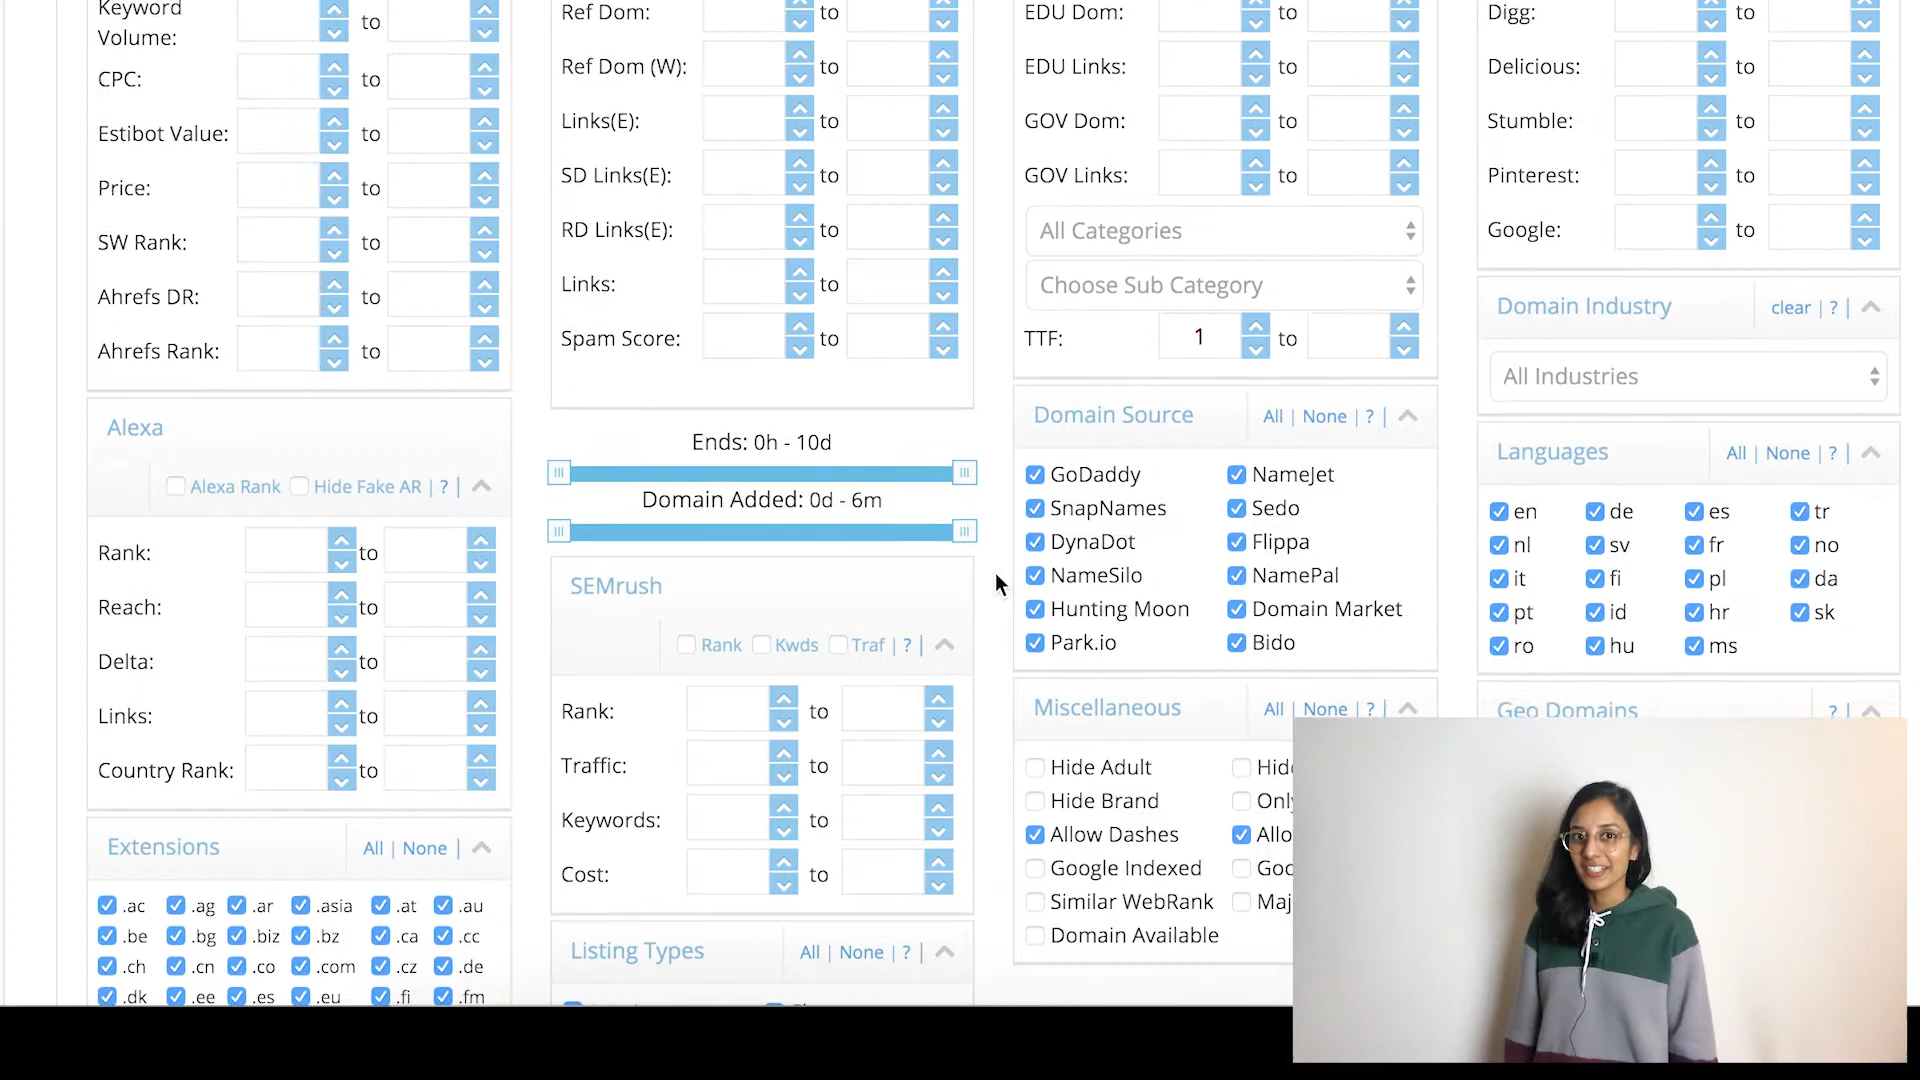 Keyword
Volume: to
CPC: to
Estibot Value: to
Price: to
SW Rank: to
Ahrefs DR: to
Ahrefs Rank: to
Alexa
Alexa Rank Hide Fake AR | ? |
Rank: to
Reach: to
Delta: to
Links: to
Country Rank: to
Extensions All | None |
.ac .ag .ar .asia .at .au
.be .bg .biz .bz .ca .cc
.ch .cn .co .com .cz .de
.dk .ee .es .eu .fi .fm
Ref Dom: to
Ref Dom (W): to
Links(E): to
SD Links(E): to
RD Links(E): to
Links: to
Spam Score: to
Ends: 0h - 10d
Domain Added: 0d - 6m
SEMrush
Rank Kwds Traf | ? |
Rank: to
Traffic: to
Keywords: to
Cost: to
Listing Types All | None | ? |
EDU Dom: to
EDU Links: to
GOV Dom: to
GOV Links: to
All Categories
Choose Sub Category
TTF: 1 to
Domain Source All | None | ? |
GoDaddy NameJet
SnapNames Sedo
DynaDot Flippa
NameSilo NamePal
Hunting Moon Domain Market
Park.io Bido
Miscellaneous All | None | ? |
Hide Adult
Hide Brand
Allow Dashes
Google Indexed
Similar WebRank
Domain Available
Digg: to
Delicious: to
Stumble: to
Pinterest: to
Google: to
Domain Industry clear | ? |
All Industries
Languages All | None | ? |
en de es tr
nl sv fr no
it fi pl da
pt id hr sk
ro hu ms
Geo Domains ? |